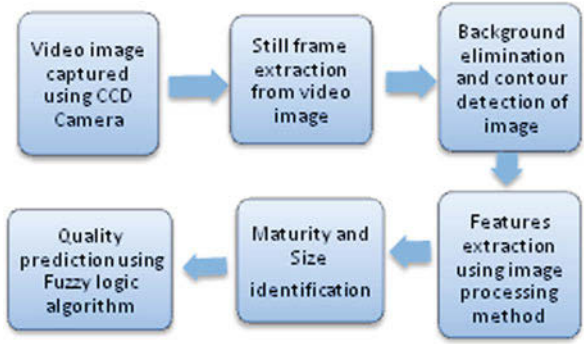 Video image
captured
using CCD
Camera
Still frame
extraction
from video
image
Background
elimination
and contour
detection of
image
Features
extraction
using image
processing
method
Maturity and
Size
identification
Quality
prediction using
Fuzzy logic
algorithm